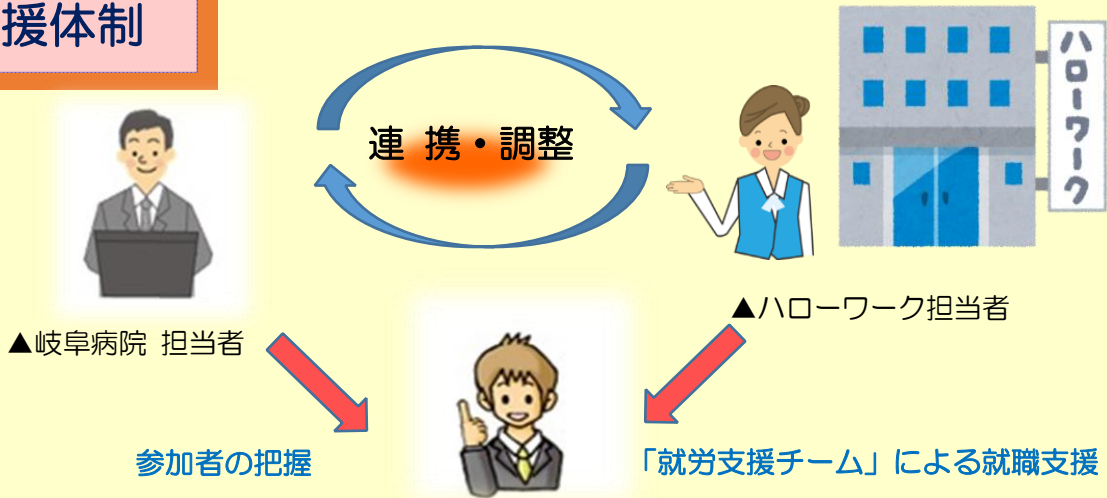 援体制
連 携・調整
ハローワーク
▲ハローワーク担当者
▲岐阜病院 担当者
参加者の把握
「就労支援チーム」による就職支援